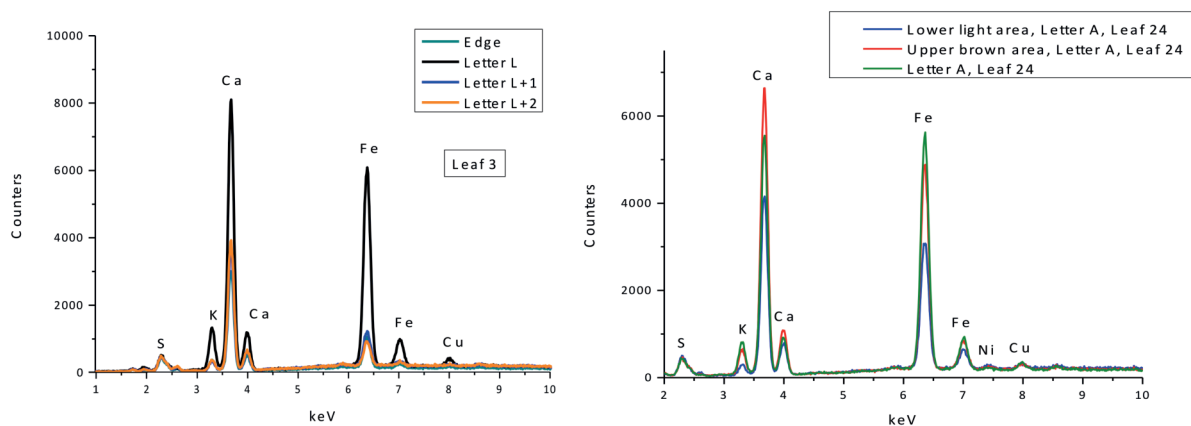 10000
8000
6000
4000
2000
0
Counters
1 2 3 4 5 6 7 8 9 10
keV
Edge
Letter L
Letter L+1
Letter L+2
Leaf 3
S
K
Ca
Ca
Fe
Fe
Cu
6000
4000
2000
0
Counters
2 3 4 5 6 7 8 9 10
keV
Lower light area, Letter A, Leaf 24
Upper brown area, Letter A, Leaf 24
Letter A, Leaf 24
S
K
Ca
Ca
Fe
Fe
Ni
Cu